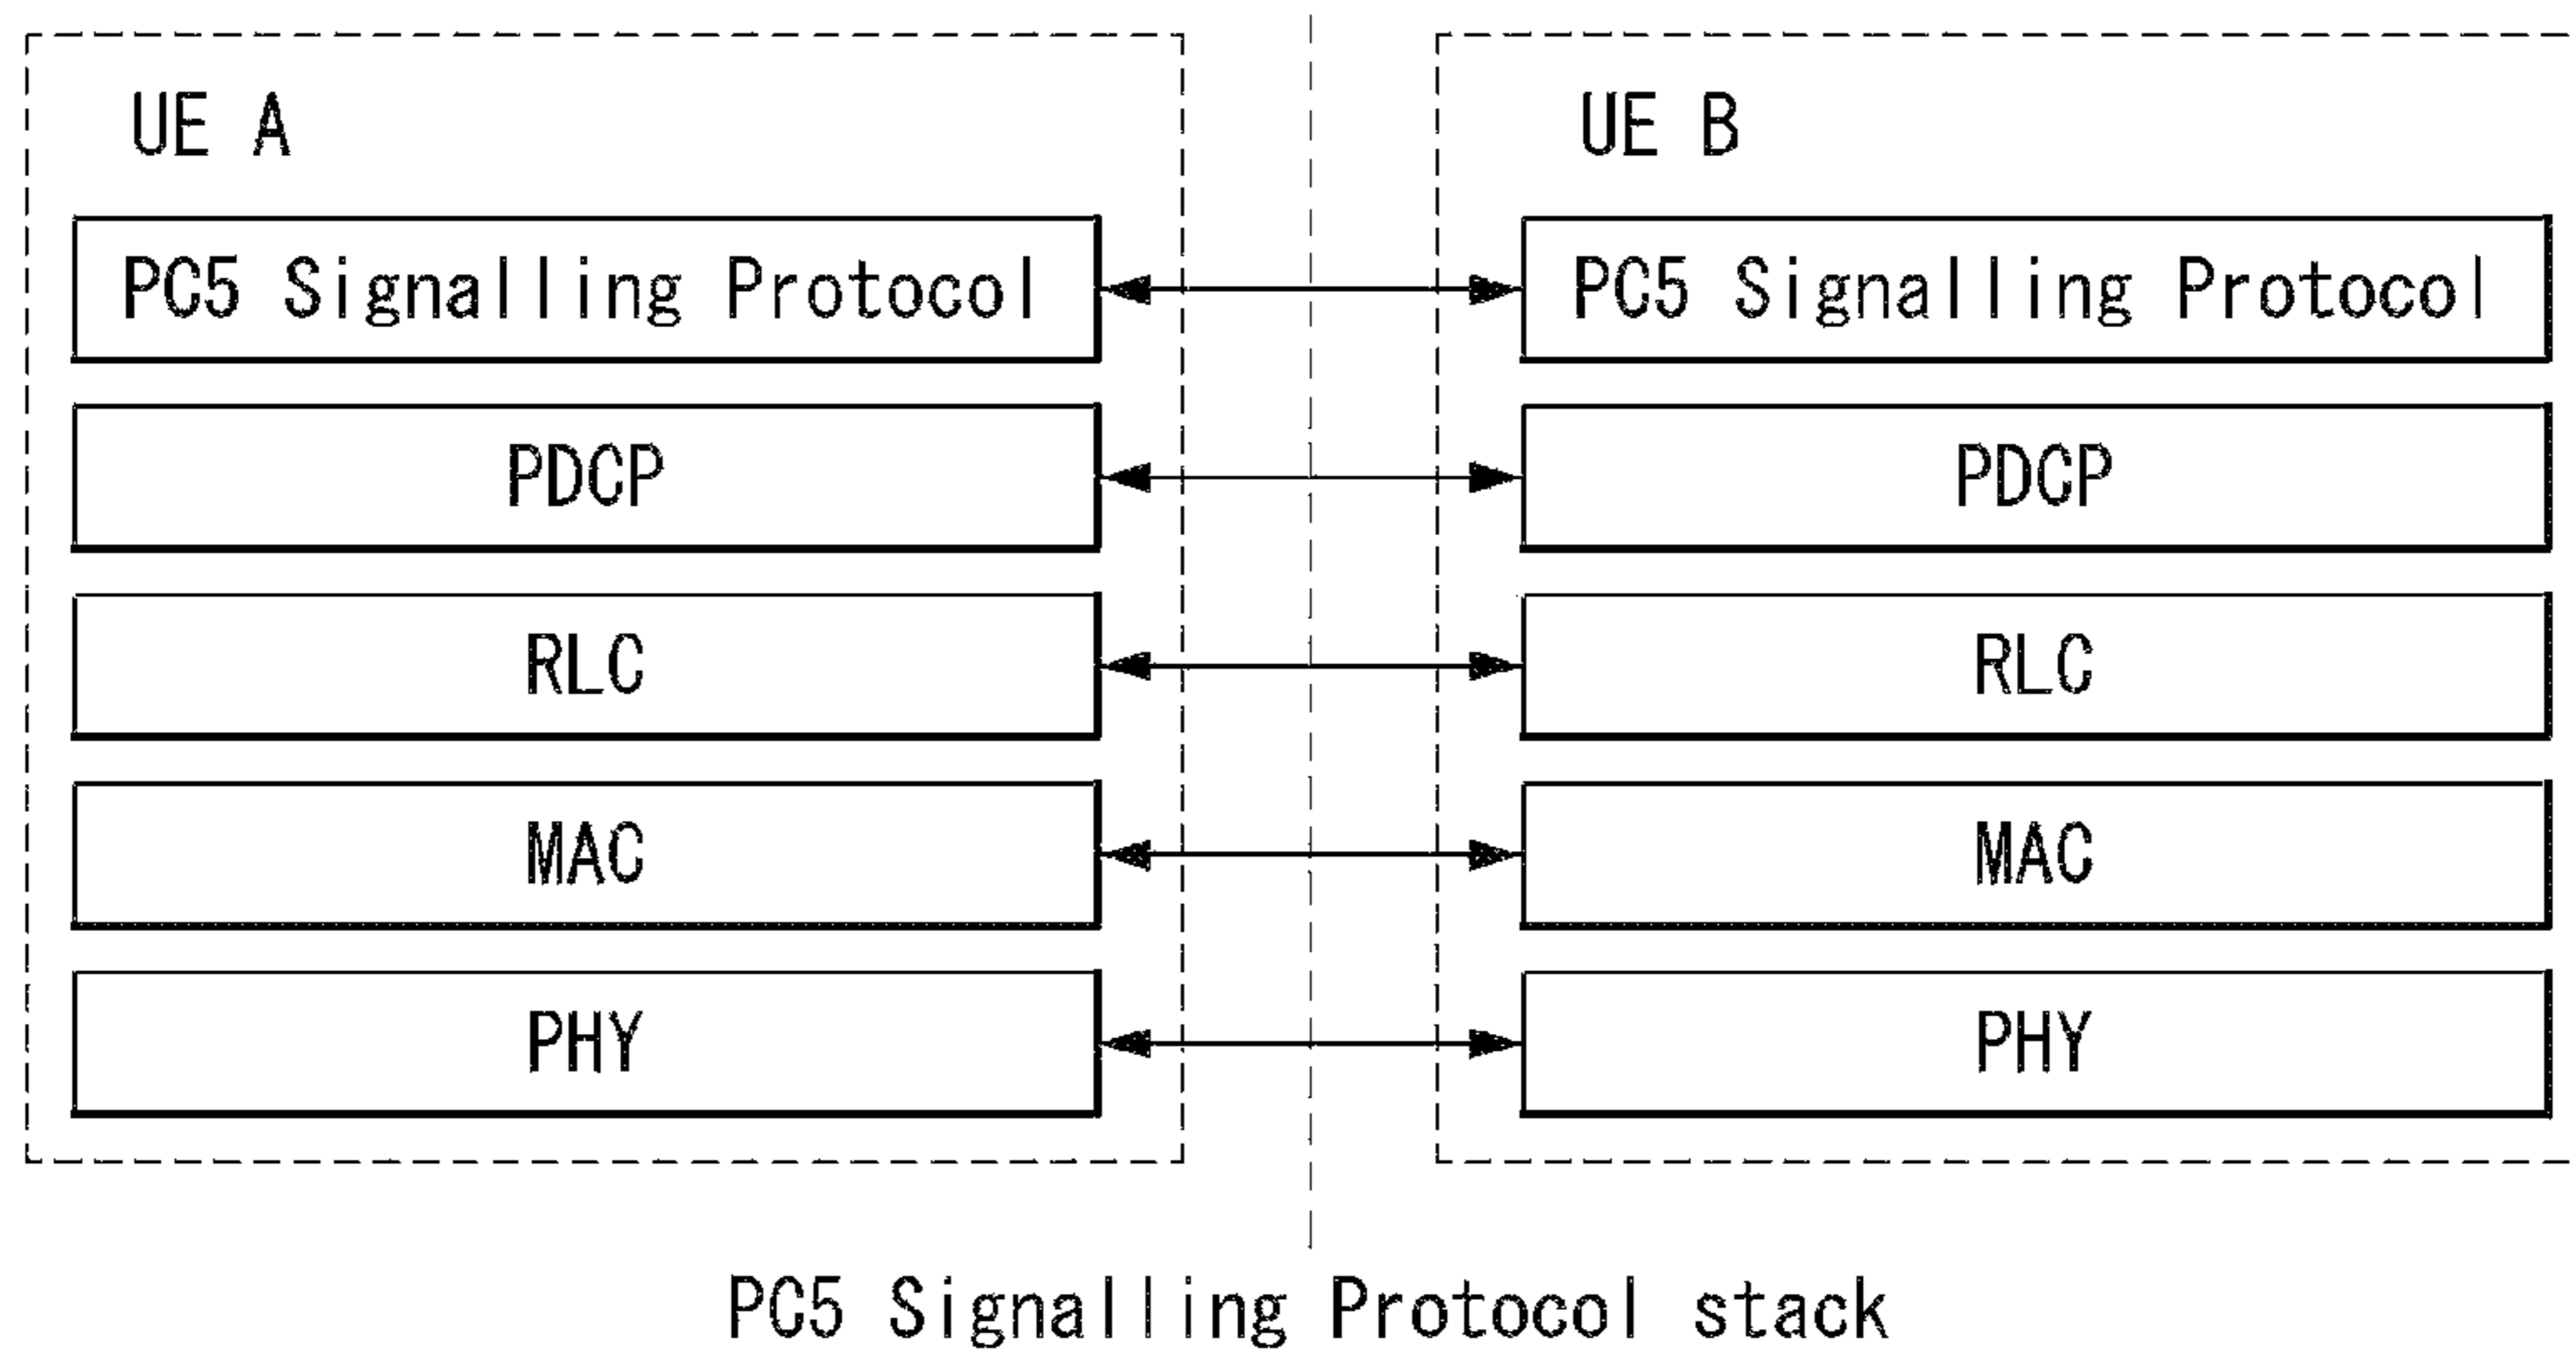 UE A
UE B
PC5 Signalling Protocol
PC5 Signalling Protocol
PDCP
PDCP
RLC
RLC
MAC
MAC
PHY
PHY
PC5 Signalling Protocol stack